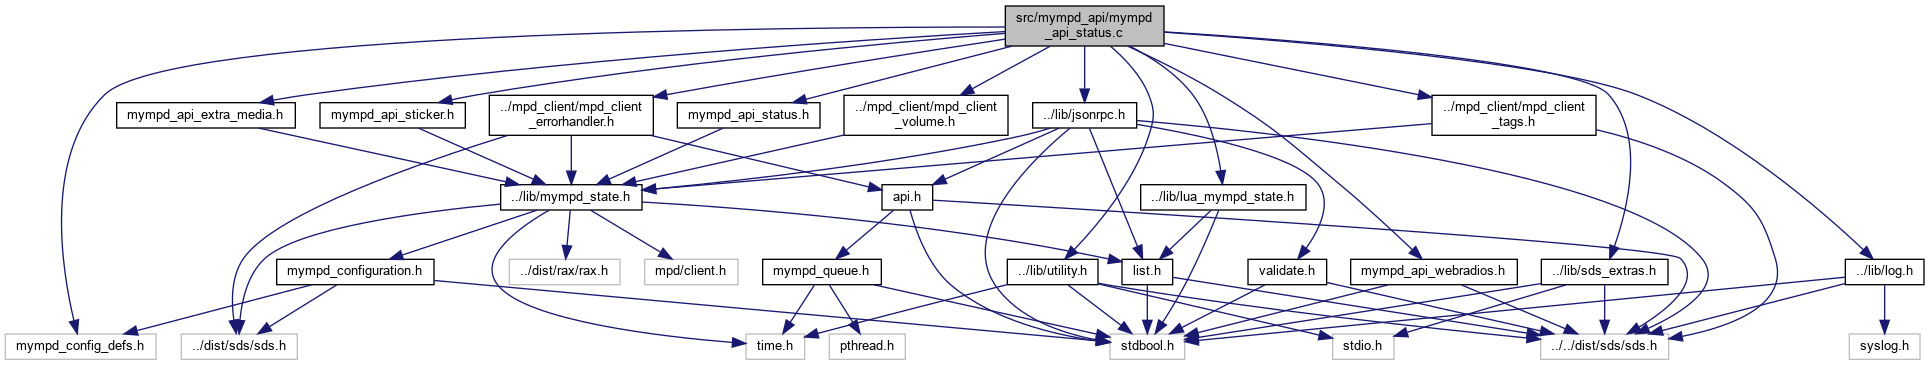 src/mympd_api/mympd
_api_status.c
mympd_api_extra_media.h
mympd_api_sticker.h
../mpd_client/mpd_client
_errorhandler.h
mympd_api_status.h
../mpd_client/mpd_client
_volume.h
../lib/jsonrpc.h
../mpd_client/mpd_client
_tags.h
../lib/mympd_state.h
api.h
../lib/lua_mympd_state.h
mympd_configuration.h
../dist/rax/rax.h
mpd/client.h
mympd_queue.h
../lib/utility.h
list.h
validate.h
mympd_api_webradios.h
../lib/sds_extras.h
../lib/log.h
mympd_config_defs.h
../dist/sds/sds.h
time.h
pthread.h
stdbool.h
stdio.h
../../dist/sds/sds.h
syslog.h